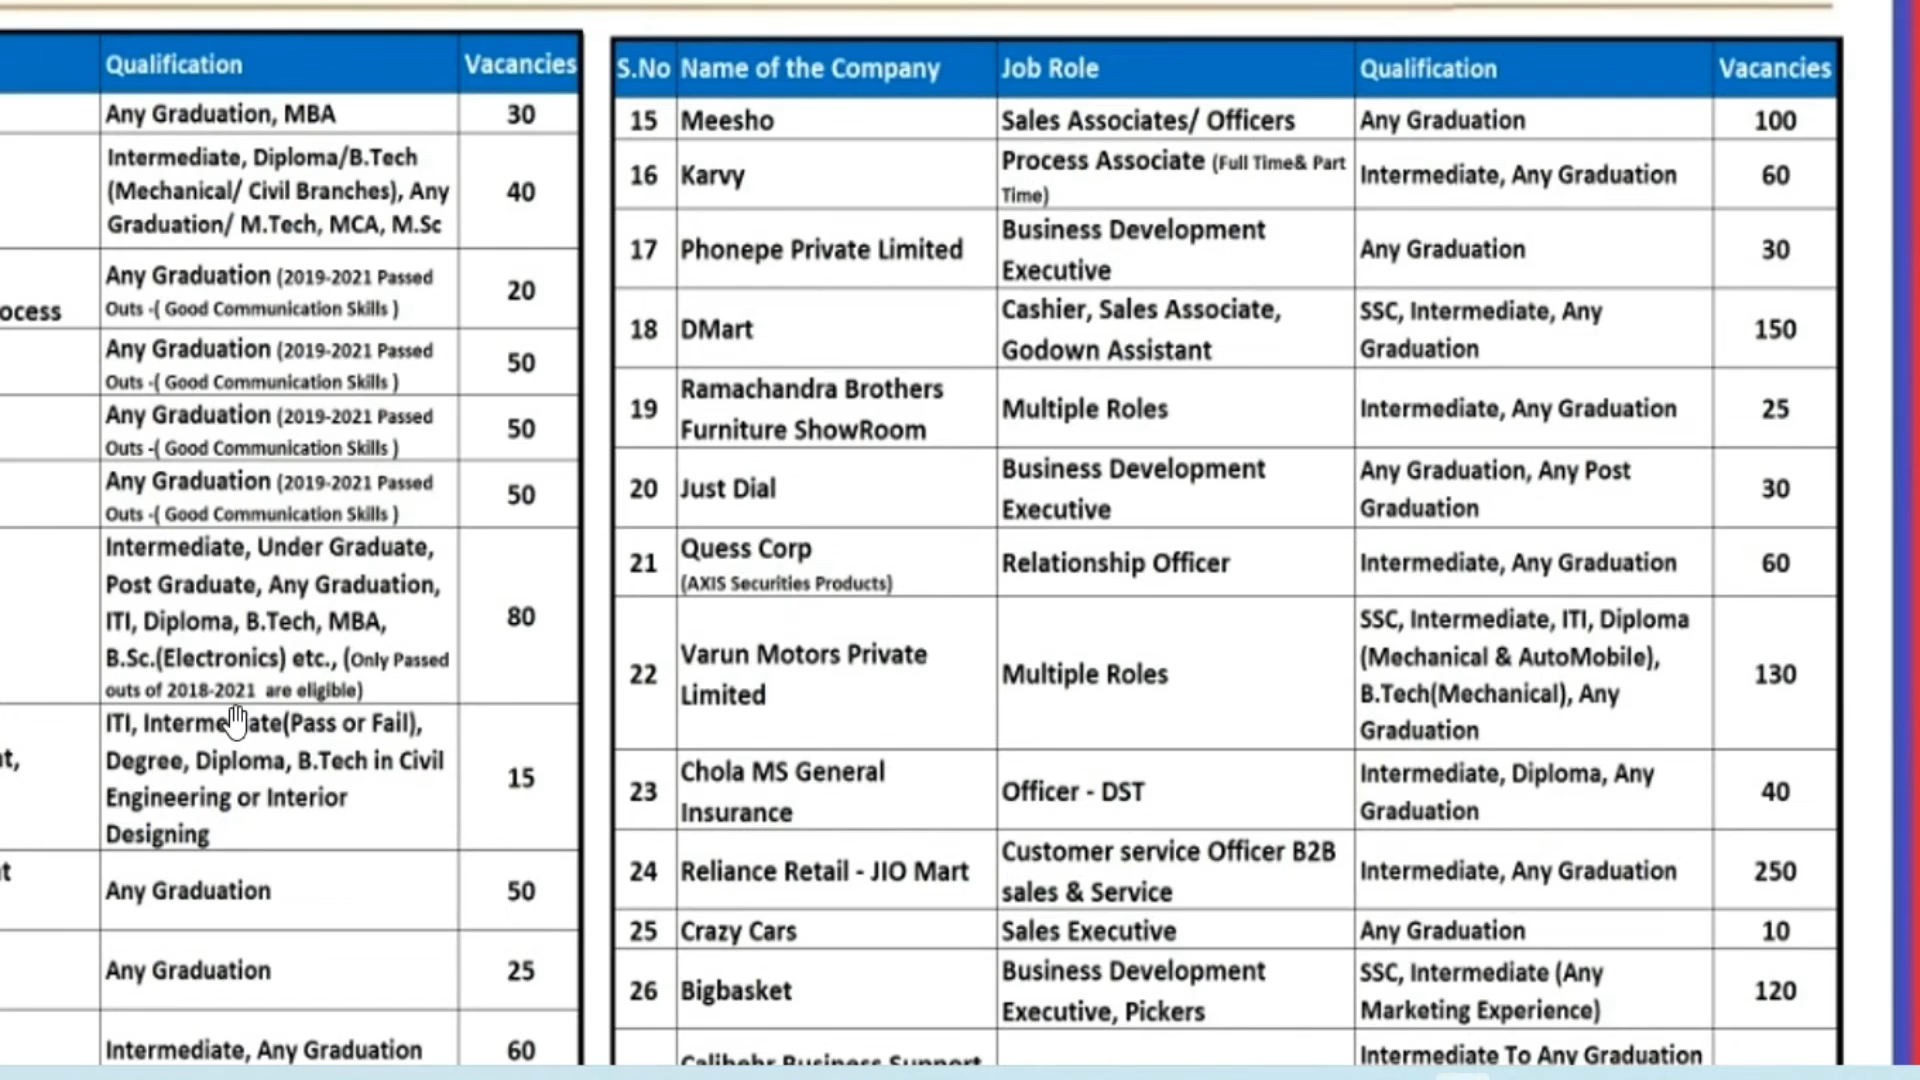 Qualification Vacancies
Any Graduation, MBA 30
Intermediate, Diploma/B.Tech
(Mechanical/ Civil Branches), Any
Graduation/ M.Tech, MCA, M.Sc
40
ocess
Any Graduation (2019-2021 Passed
Outs -( Good Communication Skills )
20
Any Graduation (2019-2021 Passed
Outs -( Good Communication Skills )
50
Any Graduation (2019-2021 Passed
Outs -( Good Communication Skills )
50
Any Graduation (2019-2021 Passed
Outs -( Good Communication Skills )
50
Intermediate, Under Graduate,
Post Graduate, Any Graduation,
ITI, Diploma, B.Tech, MBA,
B.Sc.(Electronics) etc., (Only Passed
outs of 2018-2021 are eligible)
80
t,
ITI, Intermediate(Pass or Fail),
Degree, Diploma, B.Tech in Civil
Engineering or Interior
Designing
15
t
Any Graduation 50
Any Graduation 25
Intermediate, Any Graduation 60
S.No Name of the Company Job Role Qualification Vacancies
15 Meesho Sales Associates/ Officers Any Graduation 100
16 Karvy
Process Associate (Full Time& Part
Time)
Intermediate, Any Graduation 60
17 Phonepe Private Limited
Business Development
Executive
Any Graduation 30
18 DMart
Cashier, Sales Associate,
Godown Assistant
SSC, Intermediate, Any
Graduation
150
19
Ramachandra Brothers
Furniture ShowRoom
Multiple Roles Intermediate, Any Graduation 25
20 Just Dial
Business Development
Executive
Any Graduation, Any Post
Graduation
30
21
Quess Corp
(AXIS Securities Products)
Relationship Officer Intermediate, Any Graduation 60
22
Varun Motors Private
Limited
Multiple Roles
SSC, Intermediate, ITI, Diploma
(Mechanical & AutoMobile),
B.Tech(Mechanical), Any
Graduation
130
23
Chola MS General
Insurance
Officer - DST
Intermediate, Diploma, Any
Graduation
40
24 Reliance Retail - JIO Mart
Customer service Officer B2B
sales & Service
Intermediate, Any Graduation 250
25 Crazy Cars Sales Executive Any Graduation 10
26 Bigbasket
Business Development
Executive, Pickers
SSC, Intermediate (Any
Marketing Experience)
120
Business Support
Intermediate To Any Graduation